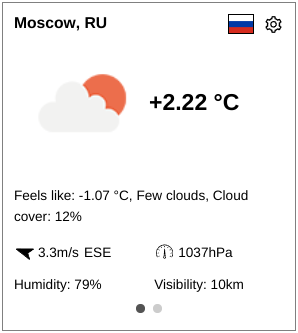 Moscow, RU
+2.22 °C
Feels like: -1.07 °C, Few clouds, Cloud
cover: 12%
3.3m/s ESE
1037hPa
Humidity: 79%
Visibility: 10km